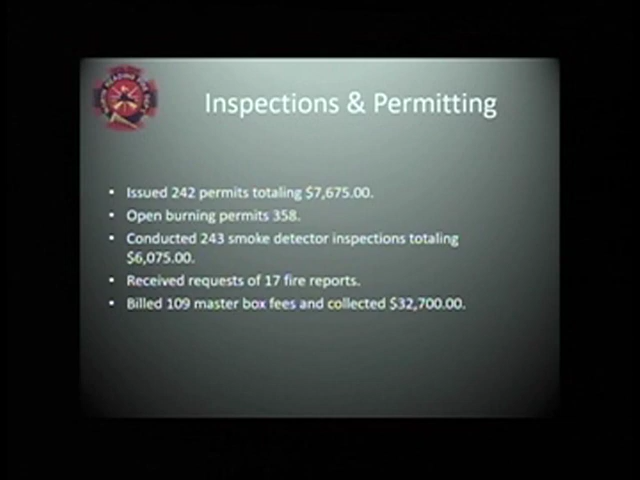 Inspections & Permitting
• Issued 242 permits totaling $7,675.00.
• Open burning permits 358.
• Conducted 243 smoke detector inspections totaling
$6,075.00.
• Received requests of 17 fire reports.
• Billed 109 master box fees and collected $32,700.00.